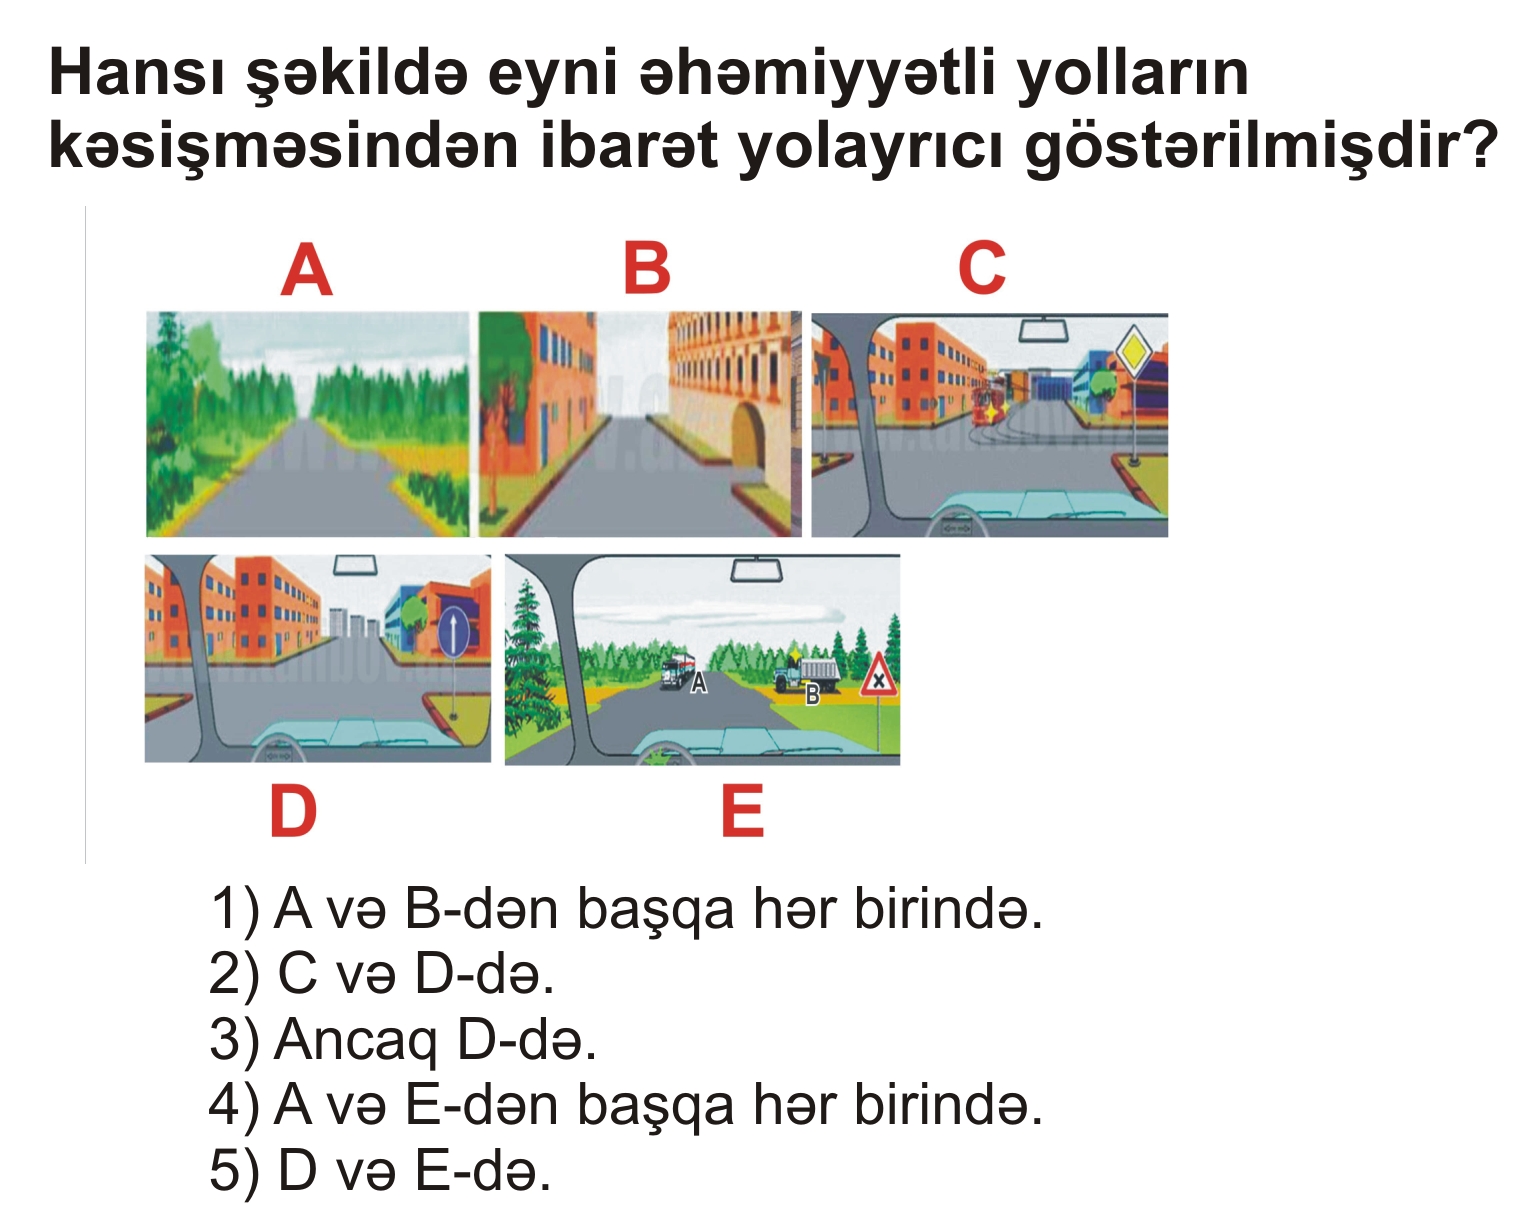 Hansı şəkildə eyni əhəmiyyətli yolların
kəsişməsindən ibarət yolayrıcı göstərilmişdir?
A B C
A B
D E
1) A və B-dən başqa hər birində.
2) C və D-də.
3) Ancaq D-də.
4) A və E-dən başqa hər birində.
5) D və E-də.